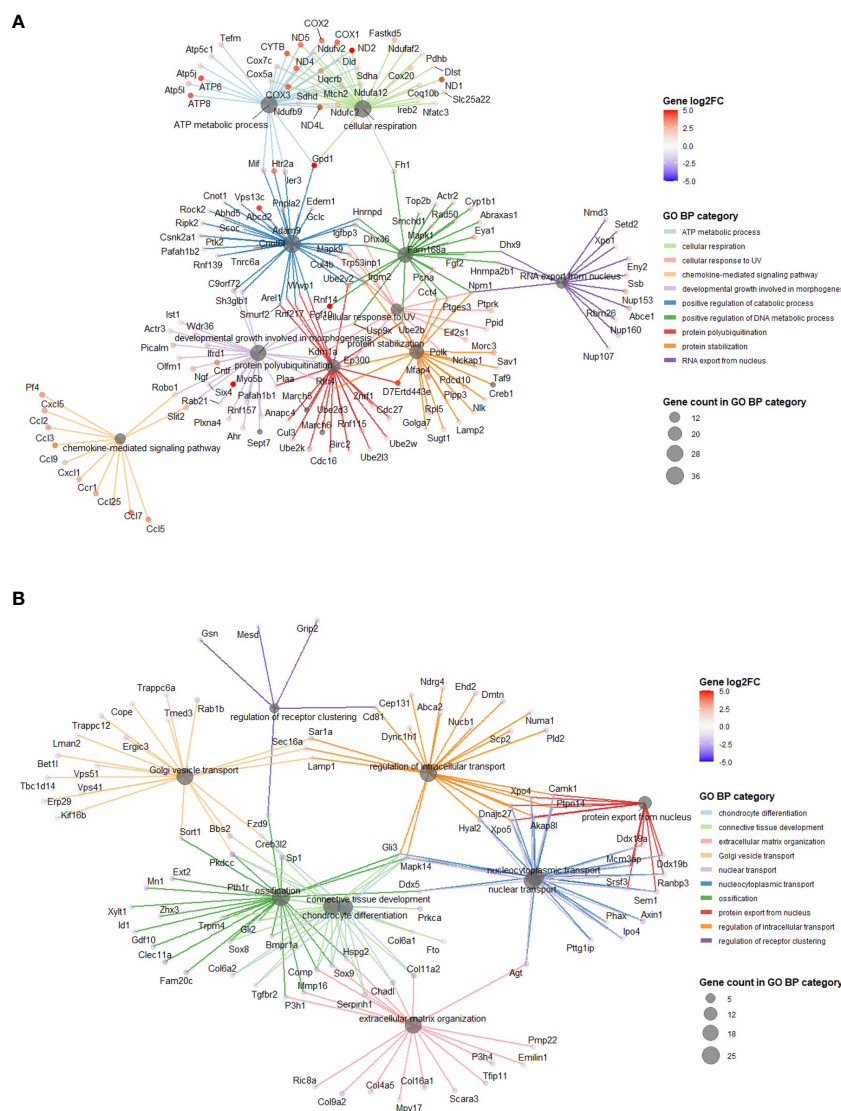 A
COX2
ND5
COX1
Tefm
Fastkd5
Atp5c1
CYTB
Ndufv2
ND2
Ndufaf2
Cox7c
ND4
Dld
Pdhb
Cox5a
Sdha
Cox20
Dlst
Atp5j
Uqcrb
ND1
Atp5l
ATP6
COX3
Mtch2
Ndufa12
Slc25a22
ATP8
Sdhd
Coq10b
Ndufb9
Ndufc2
Ireb2
Nfatc3
ATP metabolic process
ND4L
cellular respiration
Mif
Htr2a
Gpd1
Fh1
Ier3
Cnot1
Vps13c
Pnpla2
Edem1
Rock2
Abhd5
Abcd2
Gclc
Ripk2
Scoc
Adam9
Csnk2a1
Ptk2
Cnot6l
Pafah1b2
Rnf139
Tnrc6a
C9orf72
Sh3glb1
Mapk9
Cul4b
Ube2v2
Hnrnpd
Igfbp3
Dhx36
Trp53inp1
Irgm2
Top2b
Actr2
Smchd1
Rad50
Cyp1b1
Mapk1
Abraxas1
Fam168a
Eya1
Dhx9
Fgf2
Hnrnpa2b1
Pcna
Cct4
Ptges3
Npm1
Nmd3
Setd2
Xpo1
Eny2
RNA export from nucleus
Ssb
Nup153
Rbm26
Abce1
Nup160
Nup107
Wwp1
Arel1
Rnf14
Rnf217
Fgf10
cellular response to UV
Ptprk
Ppid
Smurf2
Usp9x
Ube2b
Eif2s1
Ist1
Actr3
Wdr36
developmental growth involved in morphogenesis
protein stabilization
Morc3
Picalm
Ifrd1
Kdm1a
Polk
Nckap1
Sav1
Olfm1
Cntf
protein polyubiquitination
Ep300
Mfap4
Taf9
Ngf
Myo5b
Rtn4
Pdcd10
Creb1
Robo1
Six4
Plaa
D7Ertd443e
Plpp3
Rab21
Pafah1b1
March5
Znrf1
Rpl5
Nlk
Slit2
Rnf157
Anapc4
Ube2d3
Cdc27
Golga7
Lamp2
Plxna4
Cul3
March6
Rnf115
Sugt1
Ahr
Sept7
Birc2
Ube2w
Ube2k
Ube2l3
Cdc16
Pf4
Cxcl5
Ccl2
Ccl3
chemokine-mediated signaling pathway
Ccl9
Cxcl1
Ccr1
Ccl25
Ccl7
Ccl5
Gene log2FC
5.0
2.5
0.0
-2.5
-5.0
GO BP category
ATP metabolic process
cellular respiration
cellular response to UV
chemokine-mediated signaling pathway
developmental growth involved in morphogenes
positive regulation of catabolic process
positive regulation of DNA metabolic process
protein polyubiquitination
protein stabilization
RNA export from nucleus
Gene count in GO BP category
12
20
28
36
B
Gsn
Mesd
Grip2
Trappc6a
Ndrg4
Cope
Tmed3
Rab1b
regulation of receptor clustering
Cd81
Cep131
Abca2
Ehd2
Dmtn
Trappc12
Sar1a
Nucb1
Numa1
Lman2
Ergic3
Sec16a
Dync1h1
Scp2
Pld2
Bet1l
Golgi vesicle transport
Lamp1
regulation of intracellular transport
Vps51
Tbc1d14
Vps41
Xpo4
Camk1
Erp29
Ptpn14
Kif16b
Dnajc27
protein export from nucleus
Fzd9
Hyal2
Xpo5
Akap8l
Sort1
Bbs2
Creb3l2
Ddx19a
Sp1
Gli3
Mcm3ap
Pkdcc
Mapk14
nucleocytoplasmic transport
Ddx19b
Ext2
Pth1r
ossification
Ddx5
nuclear transport
Srsf3
Ranbp3
Mn1
connective tissue development
Sem1
Xylt1
Zhx3
chondrocyte differentiation
Prkca
Phax
Axin1
Id1
Trpm4
Gli2
Ipo4
Gdf10
Sox8
Bmpr1a
Col6a1
Pttg1ip
Clec11a
Hspg2
Fto
Fam20c
Col6a2
Comp
Sox9
Col11a2
Agt
Tgfbr2
Mmp16
Chadl
P3h1
Serpinh1
extracellular matrix organization
Pmp22
P3h4
Emilin1
Ric8a
Col16a1
Tfip11
Col4a5
Scara3
Col9a2
Mpv17
Gene log2FC
5.0
2.5
0.0
-2.5
-5.0
GO BP category
chondrocyte differentiation
connective tissue development
extracellular matrix organization
Golgi vesicle transport
nuclear transport
nucleocytoplasmic transport
ossification
protein export from nucleus
regulation of intracellular transport
regulation of receptor clustering
Gene count in GO BP category
5
12
18
25